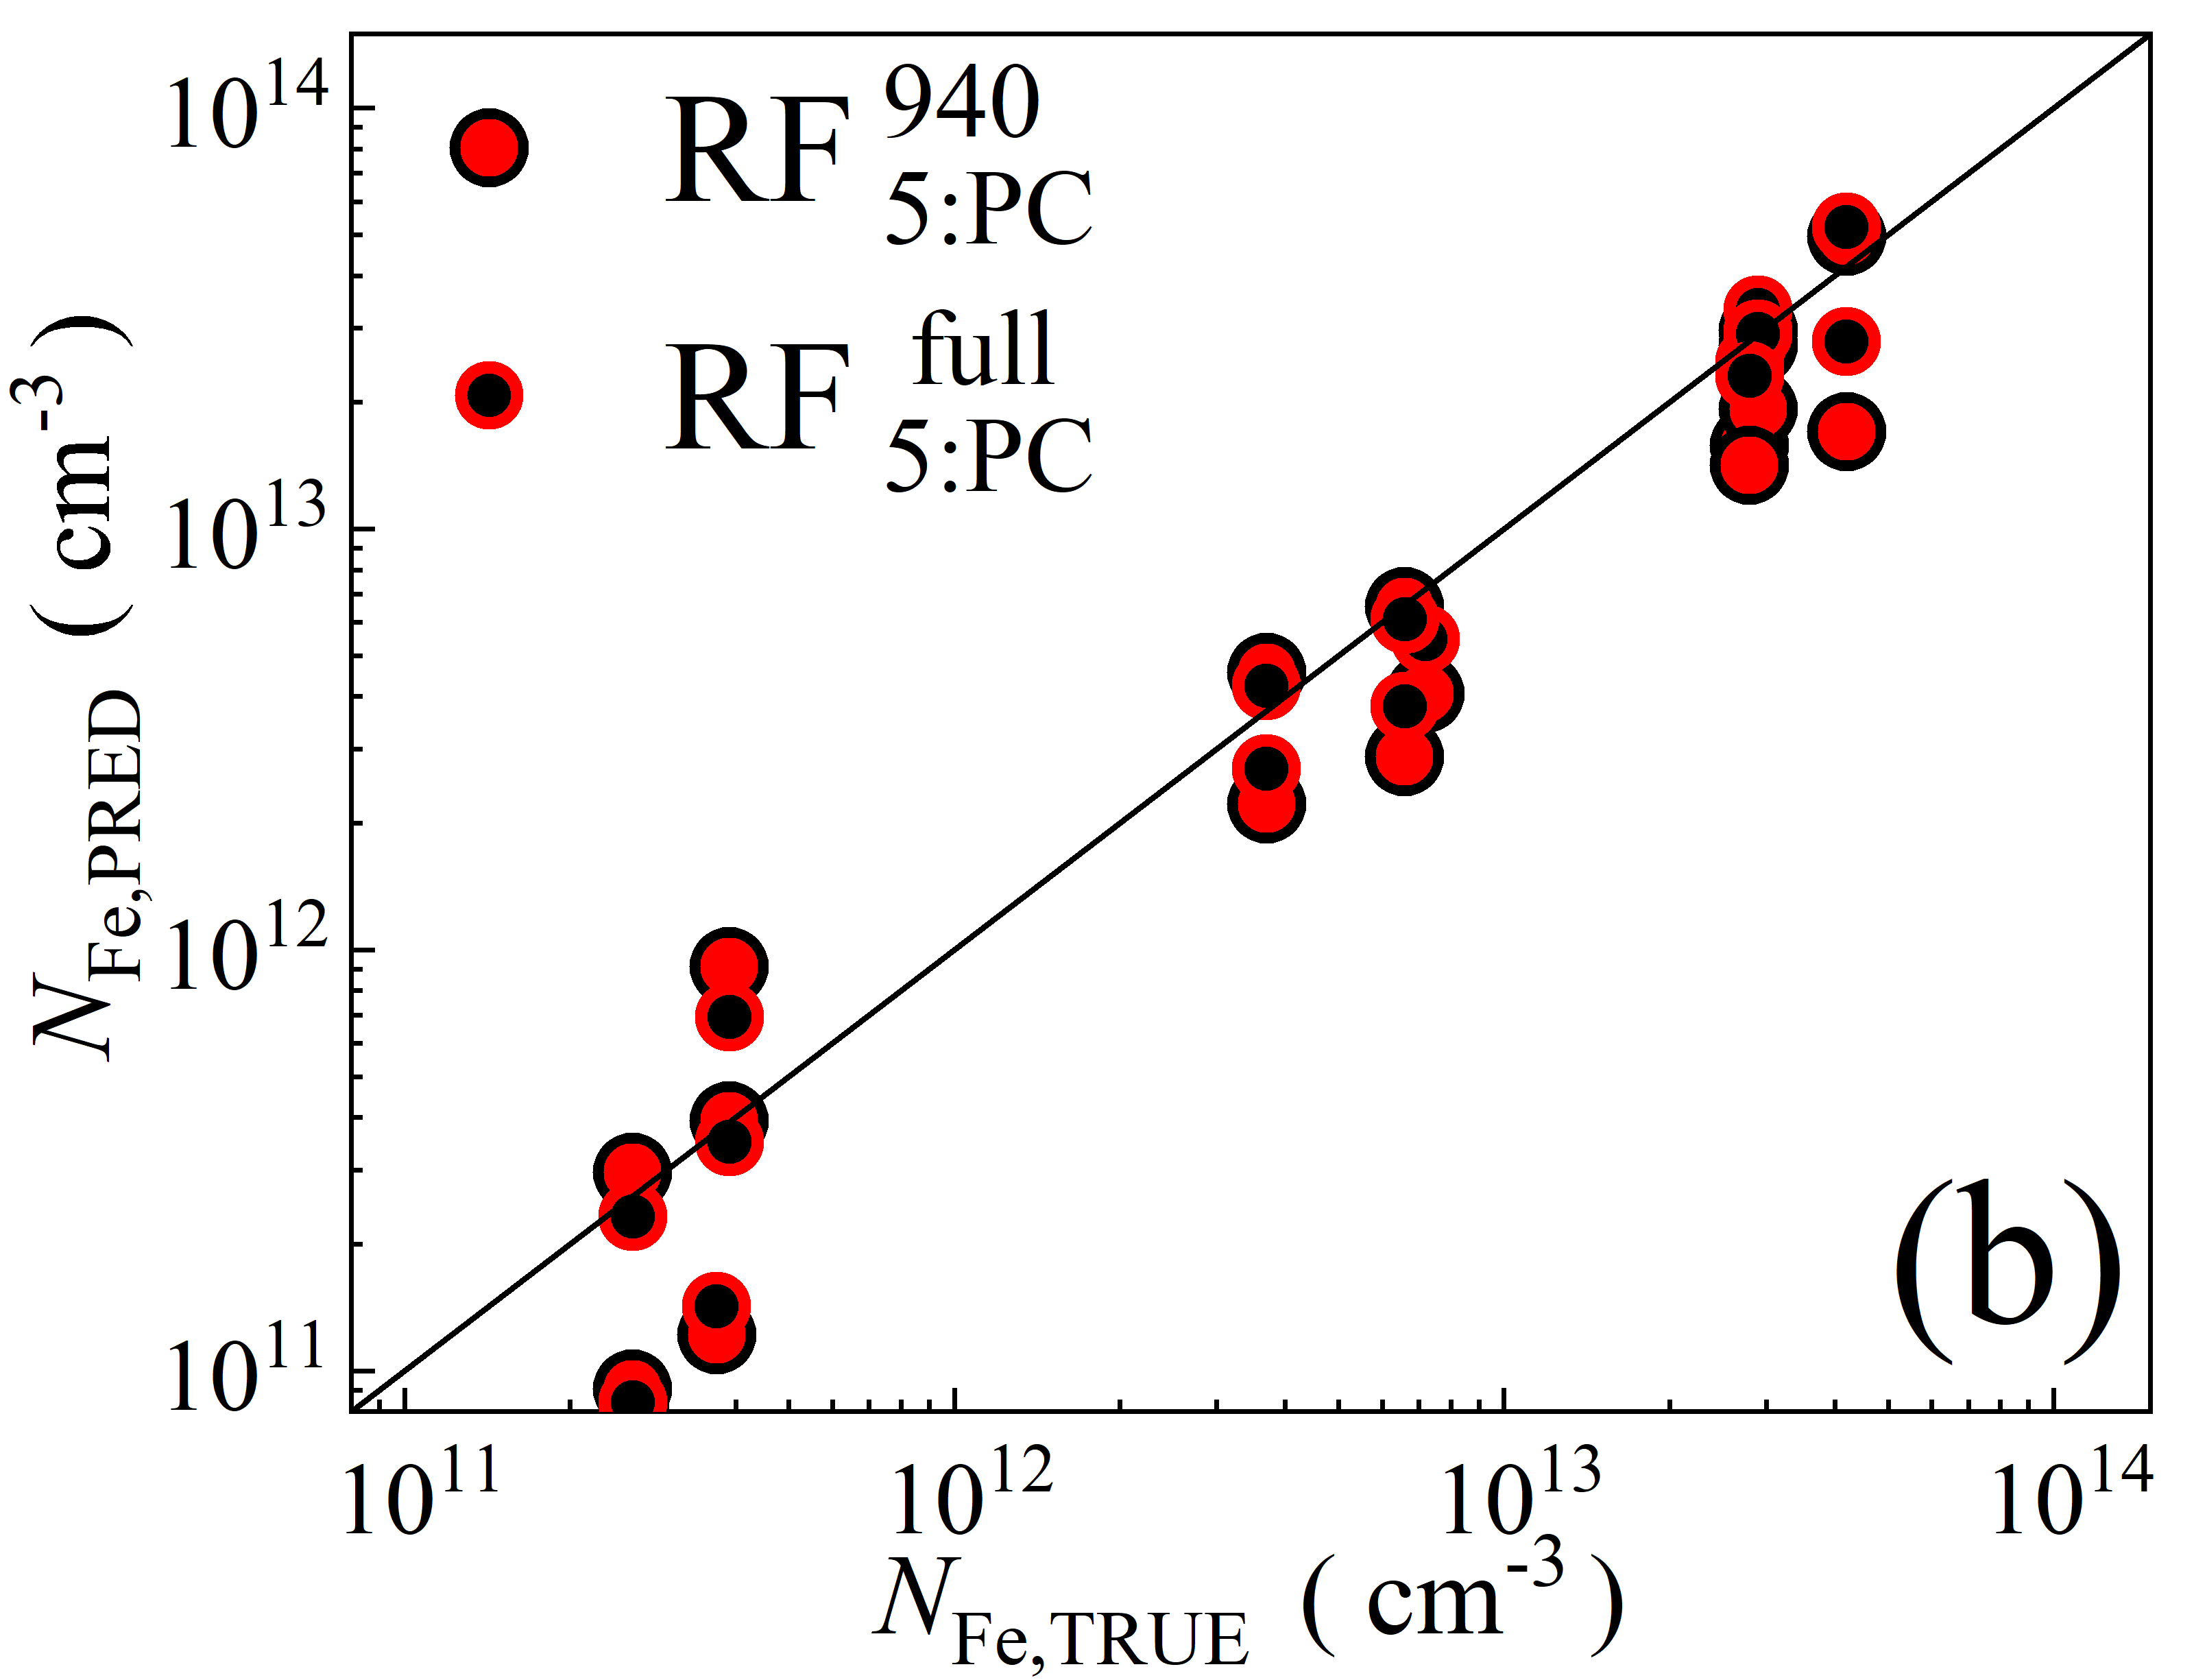 10^14
10^13
10^12
10^11
N_Fe,PRED ( cm^-3 )
RF 940 5:PC
RF full 5:PC
(b)
10^11 10^12 10^13 10^14
N_Fe,TRUE ( cm^-3 )